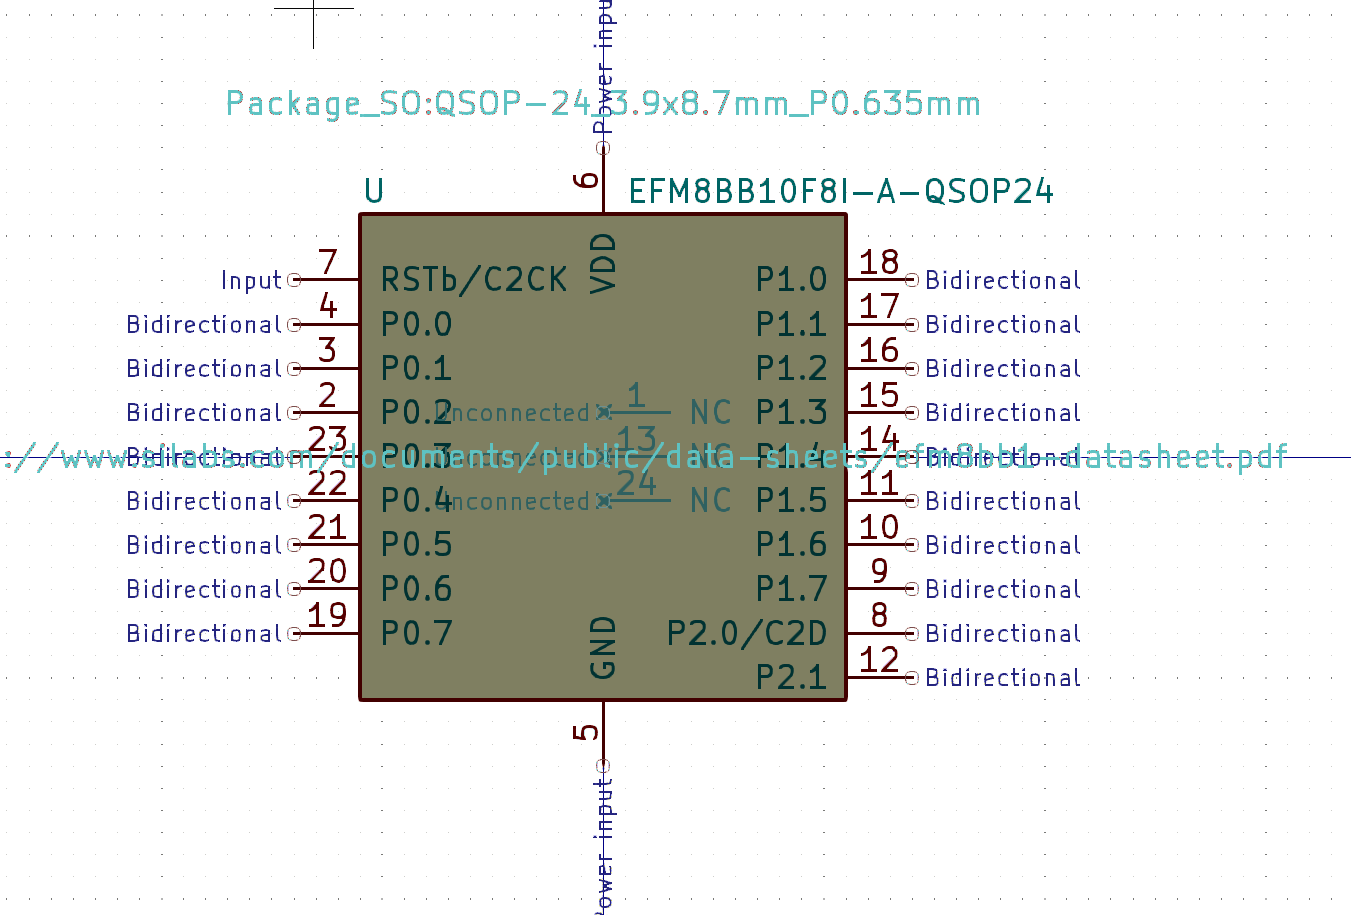 Power input
Package_SO:QSOP-24_3.9x8.7mm_P0.635mm
6
U EFM8BB10F8I-A-QSOP24
VDD
Input 7 RSTb/C2CK P1.0 18 Bidirectional
Bidirectional 4 P0.0 P1.1 17 Bidirectional
Bidirectional 3 P0.1 P1.2 16 Bidirectional
Bidirectional 2 P0.2 Unconnected 1 NC P1.3 15 Bidirectional
Bidirectional 23 P0.3 Unconnected 13 NC P1.4 14 Bidirectional
://www.silabs.com/documents/public/data-sheets/efm8bb1-datasheet.pdf
Bidirectional 22 P0.4 Unconnected 24 NC P1.5 11 Bidirectional
Bidirectional 21 P0.5 P1.6 10 Bidirectional
Bidirectional 20 P0.6 P1.7 9 Bidirectional
Bidirectional 19 P0.7 P2.0/C2D 8 Bidirectional
GND
P2.1 12 Bidirectional
5
Power input